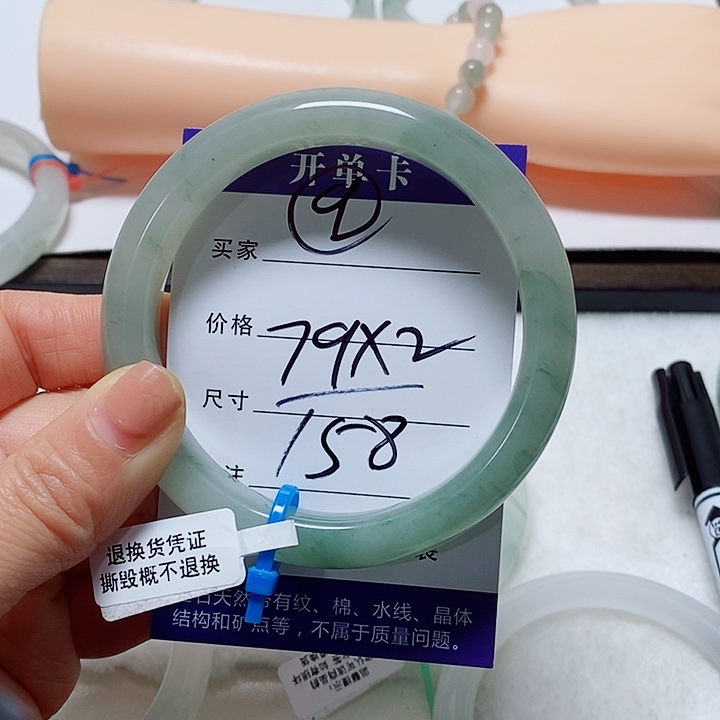 开单卡
⑨
买家
价格
79X2
尺寸
158
注
退换货凭证
撕毁概不退换
天然含有纹、棉、水线、晶体
结构和矿点等，不属于质量问题。